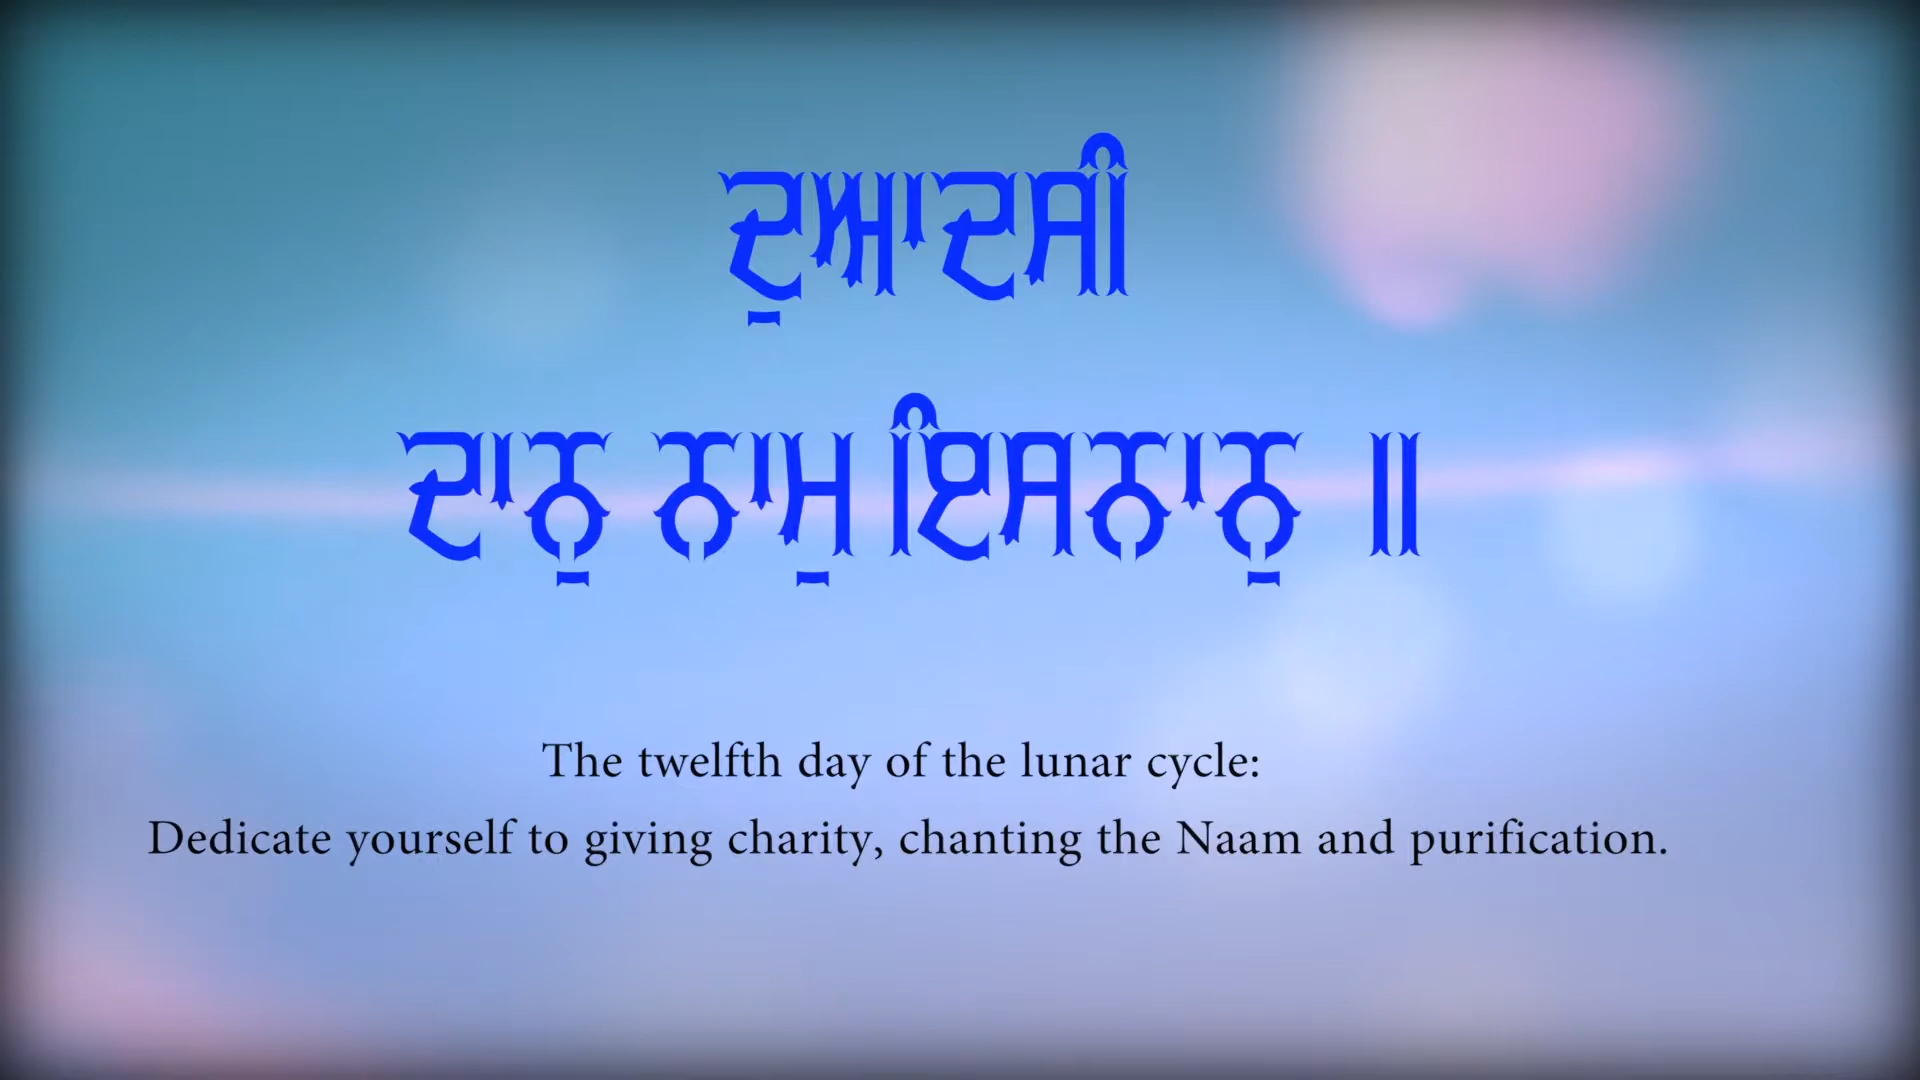 ਦੁਆਦਸੀ
ਦਾਨੁ ਨਾਮੁ ਇਸਨਾਨੁ ॥
The twelfth day of the lunar cycle:
Dedicate yourself to giving charity, chanting the Naam and purification.